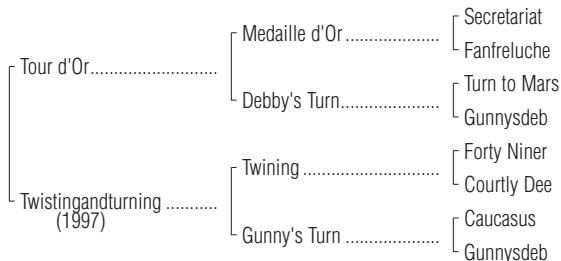 Secretariat
Medaille d'Or....................
Fanfreluche
Tour d'Or...........................
Turn to Mars
Debby's Turn.....................
Gunnysdeb
Forty Niner
Twining .............................
Courtly Dee
Twistingandturning ...........
(1997)
Caucasus
Gunny's Turn ....................
Gunnysdeb